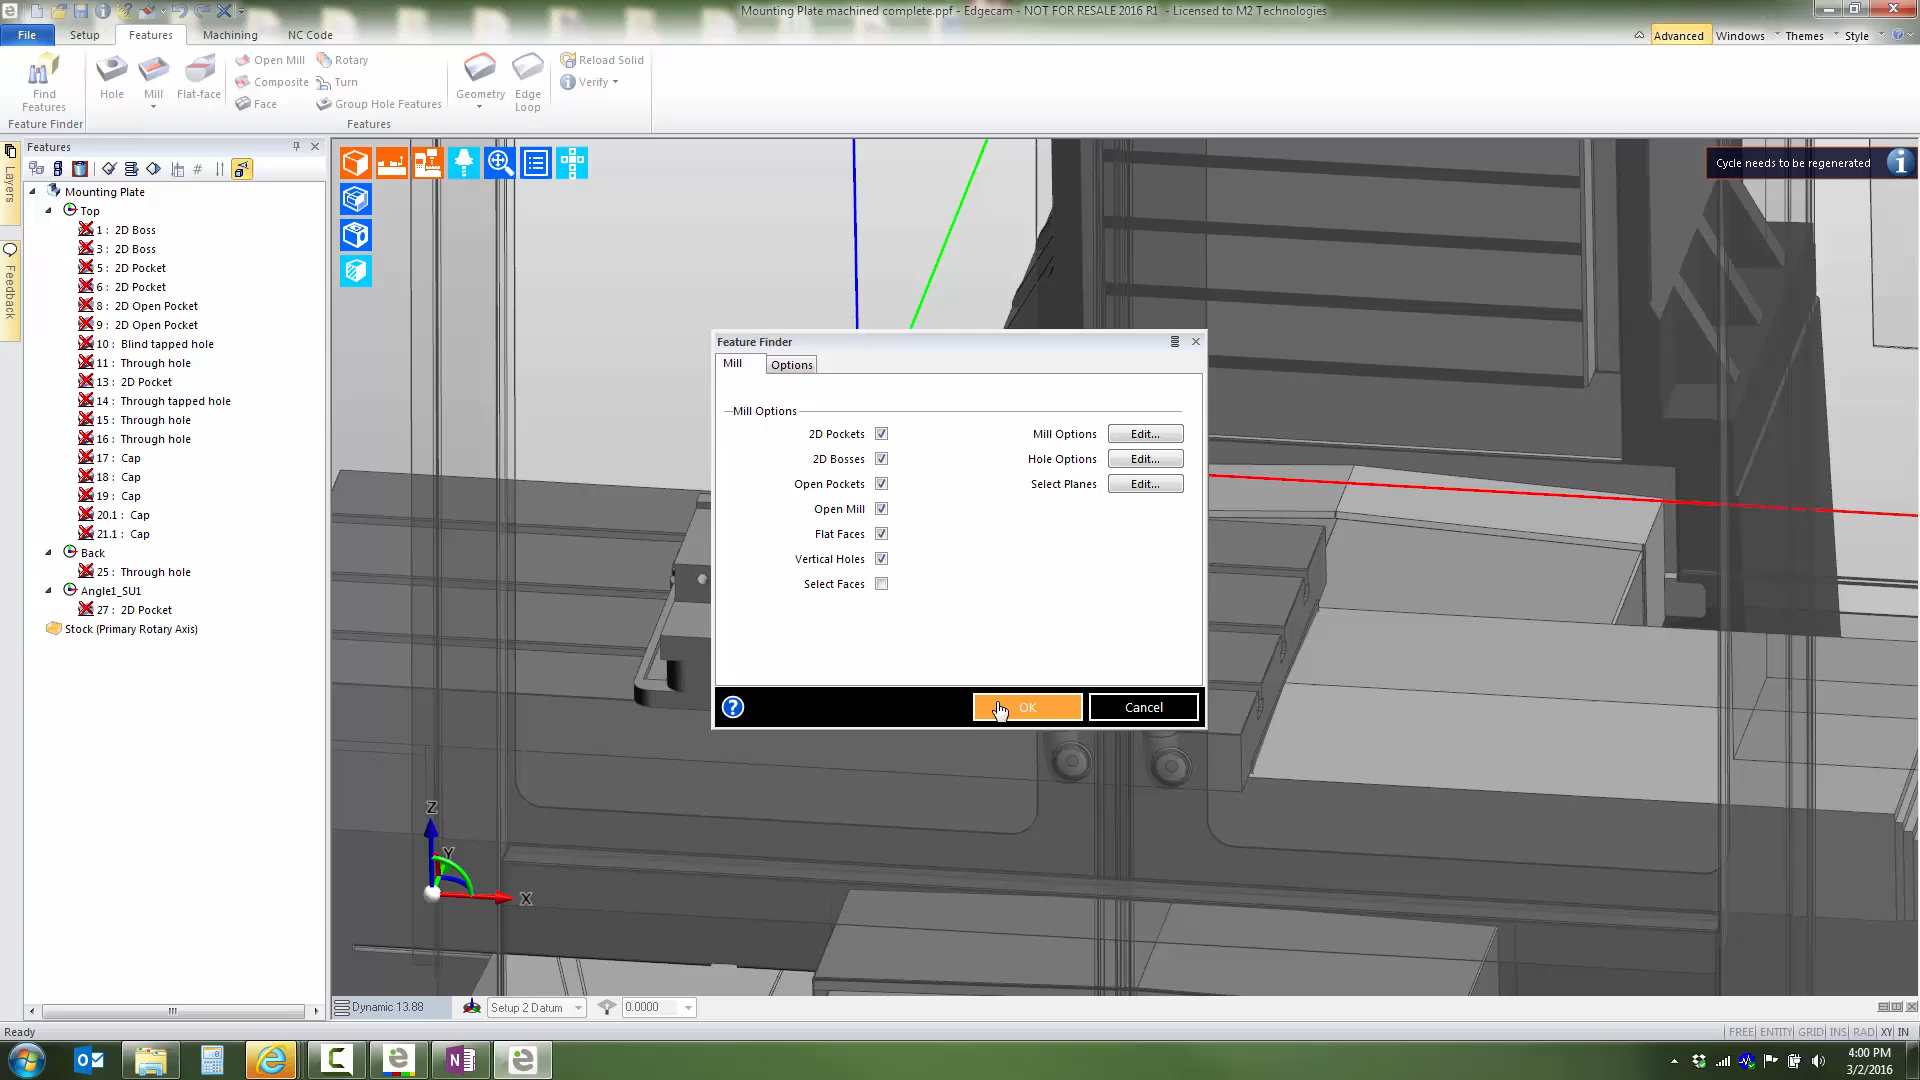 Mounting Plate machined complete.ppf - Edgecam - NOT FOR RESALE 2016 R1 - Licensed to M2 Technologies
File Setup Features Machining NC Code
Advanced Windows Themes Style
Find Features
Hole
Mill
Flat-face
Open Mill
Composite
Face
Rotary
Turn
Group Hole Features
Geometry
Edge Loop
Reload Solid
Verify
Feature Finder
Features
Layers
Feedback
Features
Mounting Plate
Top
1 : 2D Boss
3 : 2D Boss
5 : 2D Pocket
6 : 2D Pocket
8 : 2D Open Pocket
9 : 2D Open Pocket
10 : Blind tapped hole
11 : Through hole
13 : 2D Pocket
14 : Through tapped hole
15 : Through hole
16 : Through hole
17 : Cap
18 : Cap
19 : Cap
20.1 : Cap
21.1 : Cap
Back
25 : Through hole
Angle1_SU1
27 : 2D Pocket
Stock (Primary Rotary Axis)
Cycle needs to be regenerated
Feature Finder
Mill Options
Mill Options
2D Pockets
2D Bosses
Open Pockets
Open Mill
Flat Faces
Vertical Holes
Select Faces
Mill Options Edit...
Hole Options Edit...
Select Planes Edit...
OK Cancel
Z
Y
X
Dynamic 13.88
Setup 2 Datum
0.0000
Ready
FREE ENTITY GRID INS RAD XY IN
4:00 PM
3/2/2016